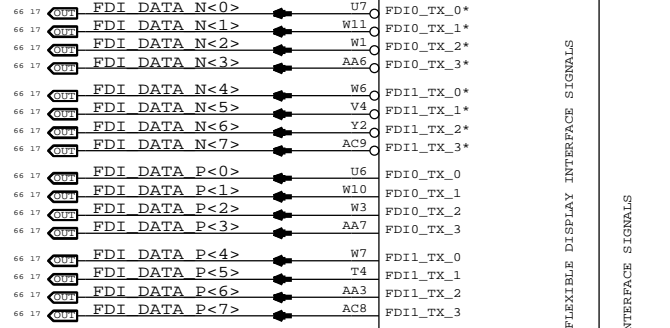 66 17 OUT FDI_DATA_N<0> U7 FDI0_TX_0*
66 17 OUT FDI_DATA_N<1> W11 FDI0_TX_1*
66 17 OUT FDI_DATA_N<2> W1 FDI0_TX_2*
66 17 OUT FDI_DATA_N<3> AA6 FDI0_TX_3*
66 17 OUT FDI_DATA_N<4> W6 FDI1_TX_0*
66 17 OUT FDI_DATA_N<5> V4 FDI1_TX_1*
66 17 OUT FDI_DATA_N<6> Y2 FDI1_TX_2*
66 17 OUT FDI_DATA_N<7> AC9 FDI1_TX_3*
66 17 OUT FDI_DATA_P<0> U6 FDI0_TX_0
66 17 OUT FDI_DATA_P<1> W10 FDI0_TX_1
66 17 OUT FDI_DATA_P<2> W3 FDI0_TX_2
66 17 OUT FDI_DATA_P<3> AA7 FDI0_TX_3
66 17 OUT FDI_DATA_P<4> W7 FDI1_TX_0
66 17 OUT FDI_DATA_P<5> T4 FDI1_TX_1
66 17 OUT FDI_DATA_P<6> AA3 FDI1_TX_2
66 17 OUT FDI_DATA_P<7> AC8 FDI1_TX_3
FLEXIBLE DISPLAY INTERFACE SIGNALS
NTERFACE SIGNALS